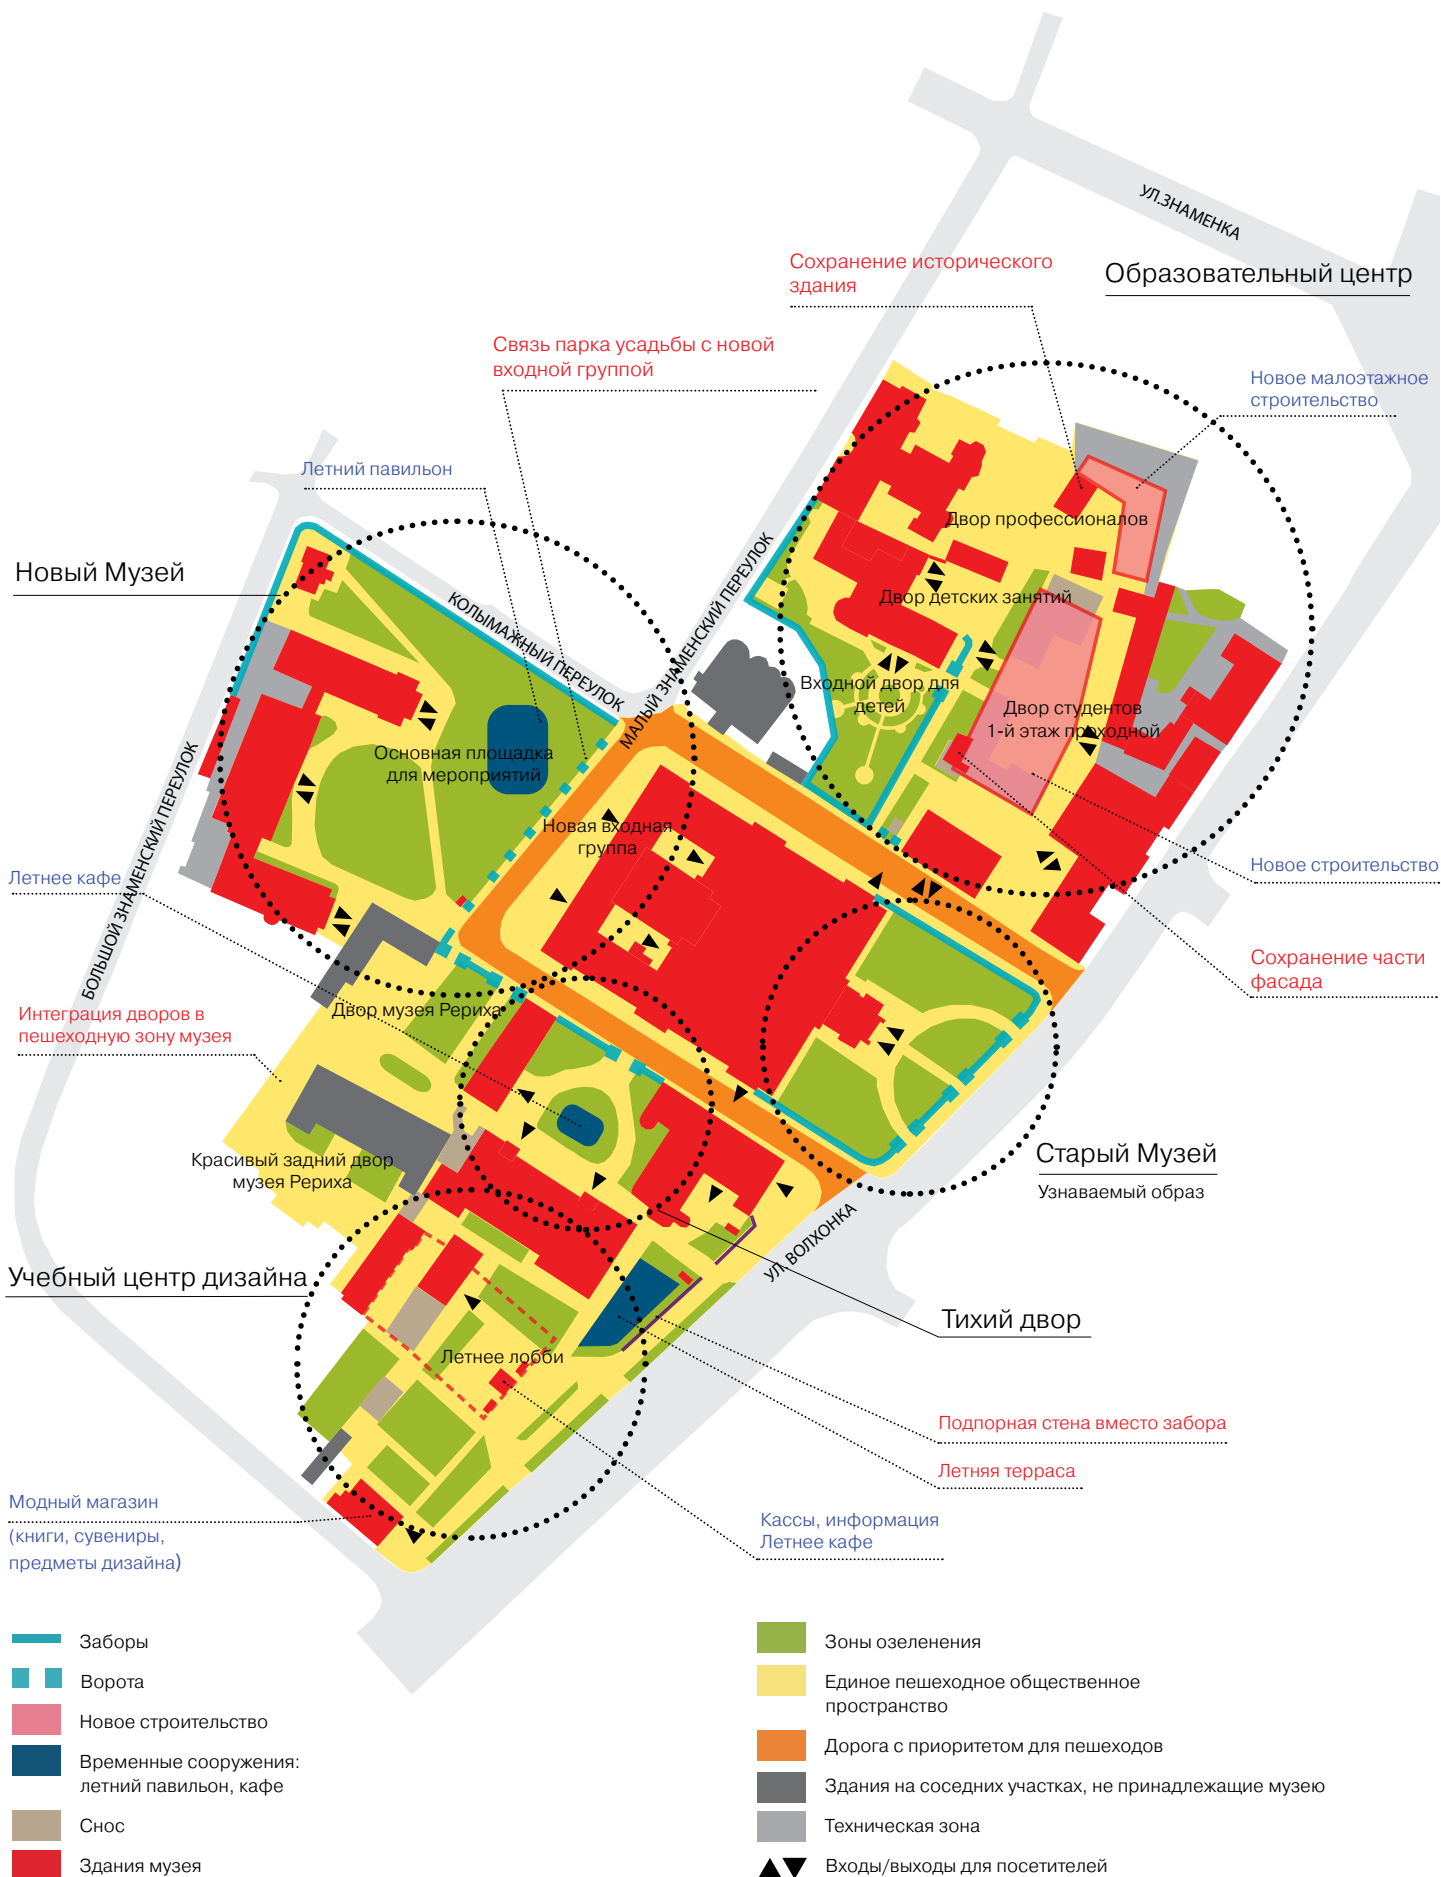 УЛ.ЗНАМЕНКА
Сохранение исторического
здания
Образовательный центр
Связь парка усадьбы с новой
входной группой
Новое малоэтажное
строительство
Летний павильон
Двор профессионалов
Новый Музей
КОЛЫМАЖНЫЙ ПЕРЕУЛОК
МАЛЫЙ ЗНАМЕНСКИЙ ПЕРЕУЛОК
Двор детских занятий
Входной двор для
детей
Двор студентов
1-й этаж проходной
Основная площадка
для мероприятий
БОЛЬШОЙ ЗНАМЕНСКИЙ ПЕРЕУЛОК
Новая входная
группа
Летнее кафе
Новое строительство
Сохранение части
фасада
Интеграция дворов в
пешеходную зону музея
Двор музея Рериха
Красивый задний двор
музея Рериха
Старый Музей
Узнаваемый образ
УЛ. ВОЛХОНКА
Учебный центр дизайна
Тихий двор
Летнее лобби
Подпорная стена вместо забора
Летняя терраса
Модный магазин
(книги, сувениры,
предметы дизайна)
Кассы, информация
Летнее кафе
Заборы
Ворота
Новое строительство
Временные сооружения:
летний павильон, кафе
Снос
Здания музея
Зоны озеленения
Единое пешеходное общественное
пространство
Дорога с приоритетом для пешеходов
Здания на соседних участках, не принадлежащие музею
Техническая зона
Входы/выходы для посетителей